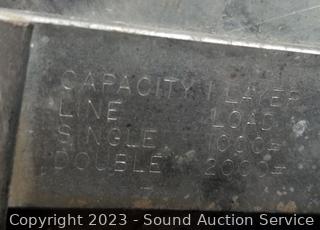 CAPACITY 1 LAYER
LINE LOAD
SINGLE 1000#
DOUBLE 2000#
Copyright 2023 - Sound Auction Service